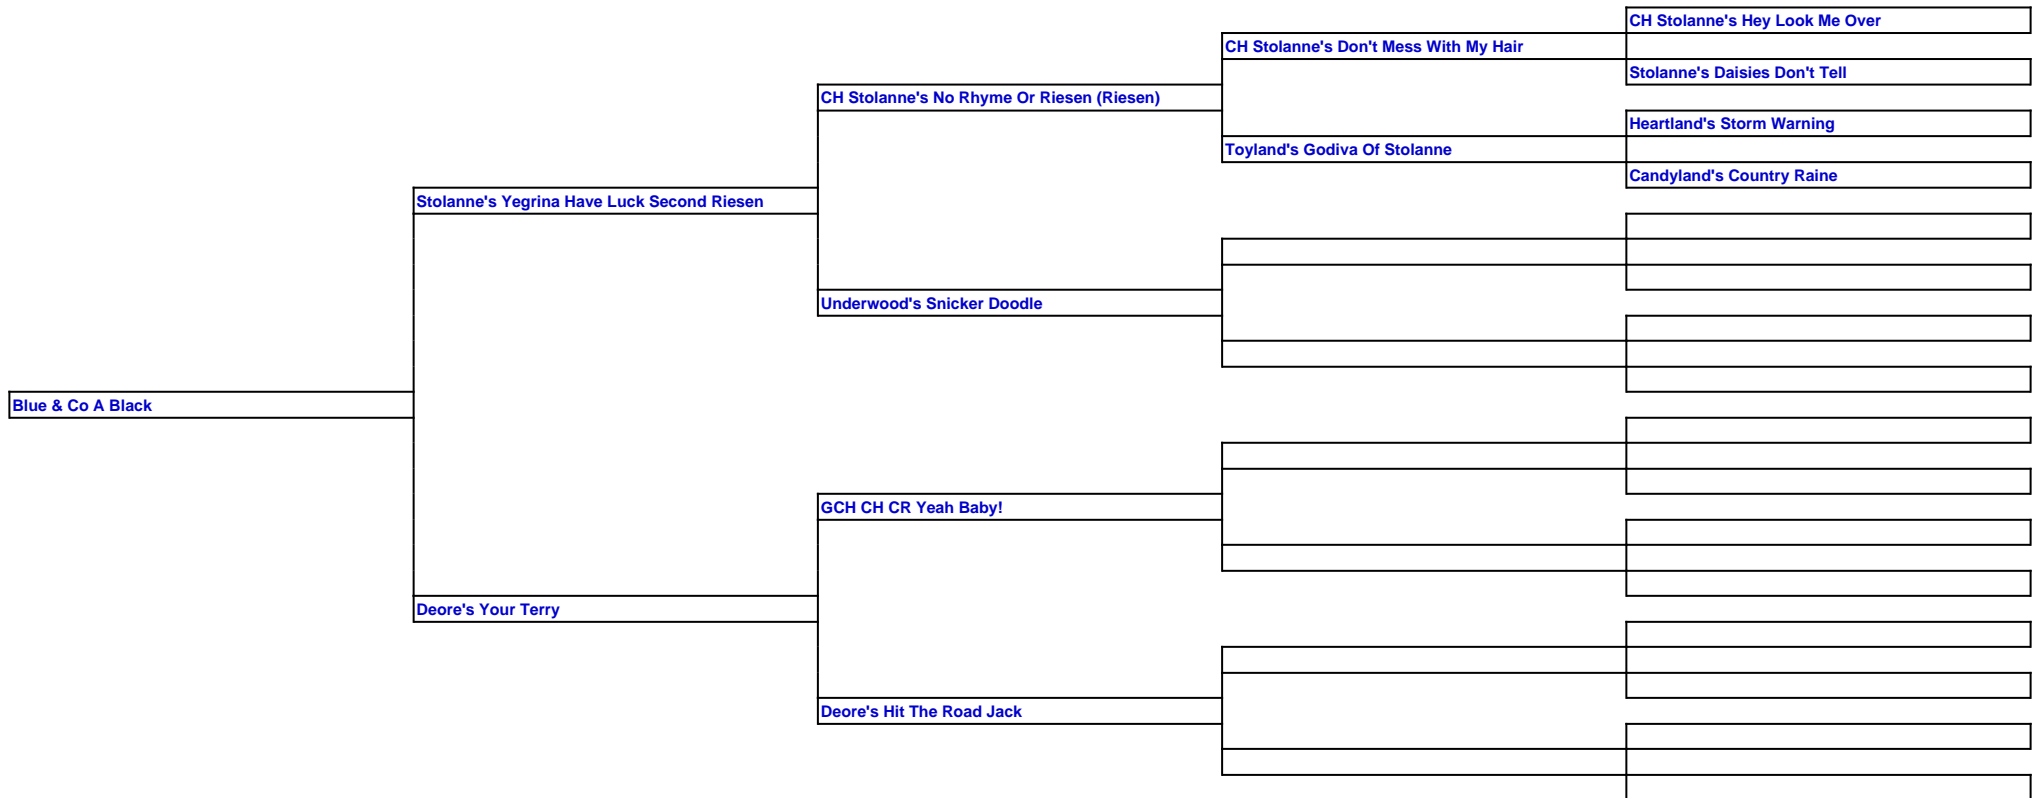 CH Stolanne's Hey Look Me Over
CH Stolanne's Don't Mess With My Hair
Stolanne's Daisies Don't Tell
CH Stolanne's No Rhyme Or Riesen (Riesen)
Heartland's Storm Warning
Toyland's Godiva Of Stolanne
Candyland's Country Raine
Stolanne's Yegrina Have Luck Second Riesen
Underwood's Snicker Doodle
Blue & Co A Black
GCH CH CR Yeah Baby!
Deore's Your Terry
Deore's Hit The Road Jack